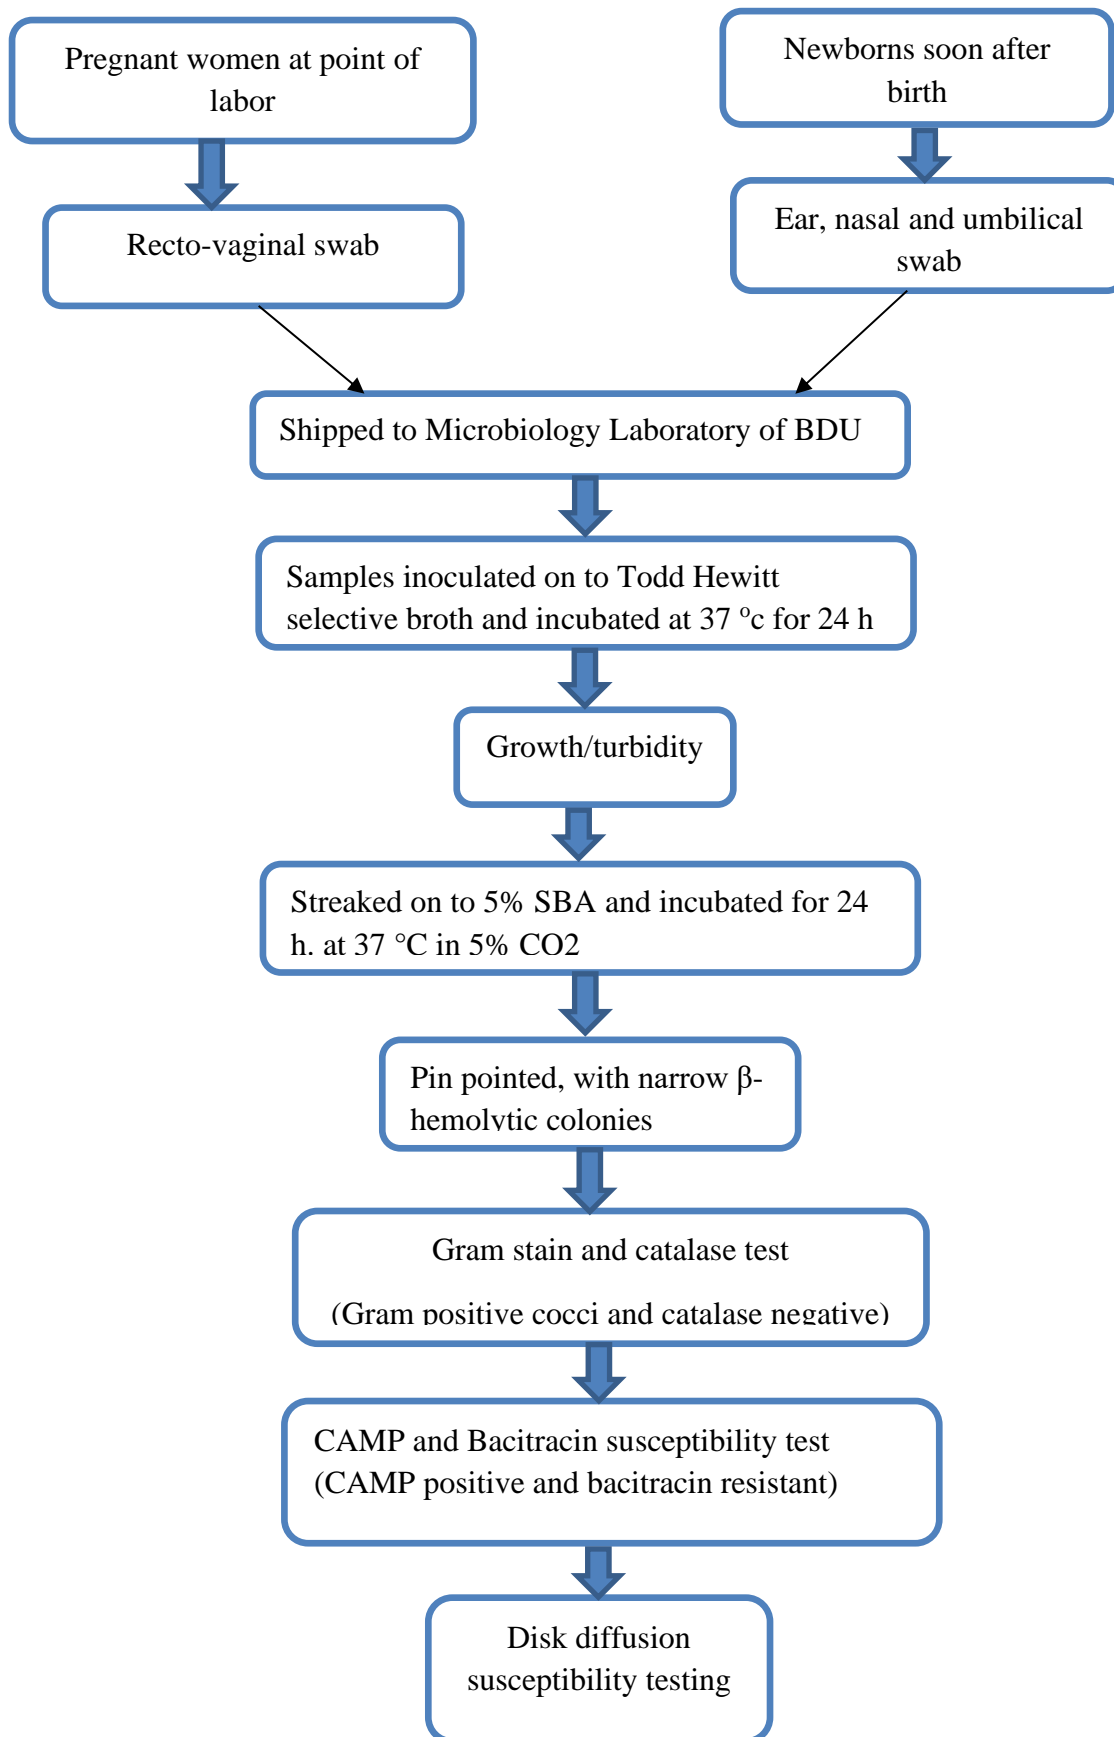 Pregnant women at point of
labor
Newborns soon after
birth
Recto-vaginal swab
Ear, nasal and umbilical
swab
Shipped to Microbiology Laboratory of BDU
Samples inoculated on to Todd Hewitt
selective broth and incubated at 37 °c for 24 h
Growth/turbidity
Streaked on to 5% SBA and incubated for 24
h. at 37 °C in 5% CO2
Pin pointed, with narrow β-
hemolytic colonies
Gram stain and catalase test
(Gram positive cocci and catalase negative)
CAMP and Bacitracin susceptibility test
(CAMP positive and bacitracin resistant)
Disk diffusion
susceptibility testing